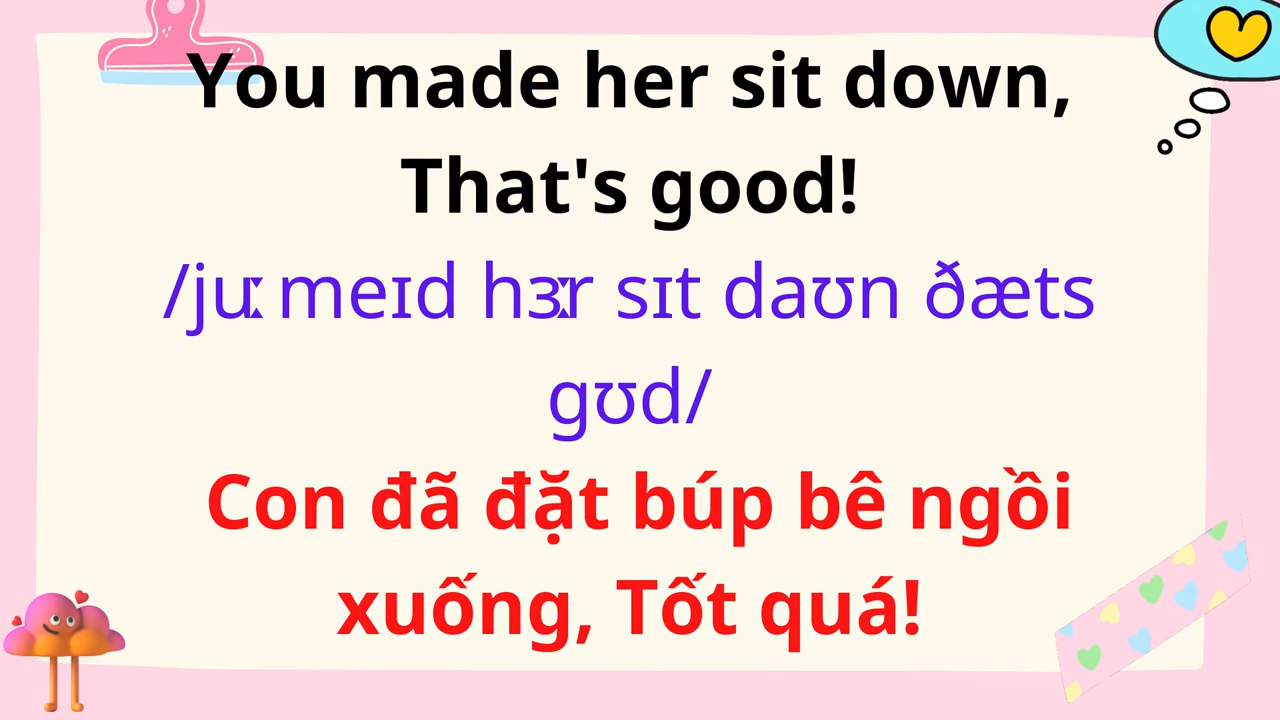 You made her sit down,
That's good!
/juː meɪd hɜːr sɪt daʊn ðæts
gʊd/
Con đã đặt búp bê ngồi
xuống, Tốt quá!